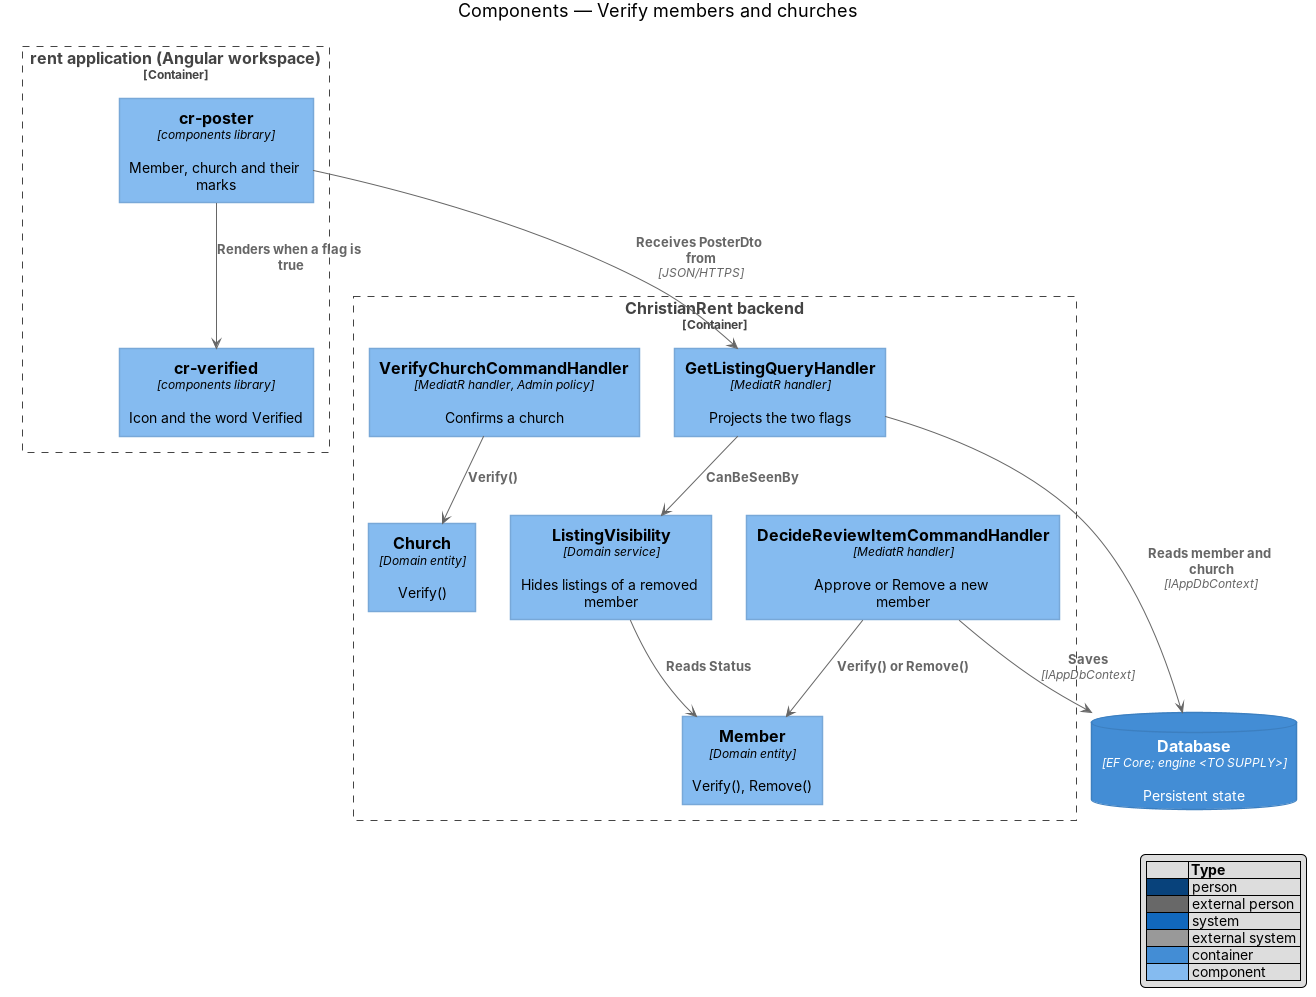 Components — Verify members and churches
rent application (Angular workspace)
[Container]
cr-poster
[components library]
Member, church and their
marks
Renders when a flag is
true
Receives PosterDto
from
[JSON/HTTPS]
cr-verified
[components library]
Icon and the word Verified
ChristianRent backend
[Container]
VerifyChurchCommandHandler
[MediatR handler, Admin policy]
Confirms a church
GetListingQueryHandler
[MediatR handler]
Projects the two flags
Verify()
CanBeSeenBy
Church
[Domain entity]
Verify()
ListingVisibility
[Domain service]
Hides listings of a removed
member
DecideReviewItemCommandHandler
[MediatR handler]
Approve or Remove a new
member
Reads member and
church
[IAppDbContext]
Reads Status
Verify() or Remove()
Saves
[IAppDbContext]
Member
[Domain entity]
Verify(), Remove()
Database
[EF Core; engine <TO SUPPLY>]
Persistent state
Type
person
external person
system
external system
container
component